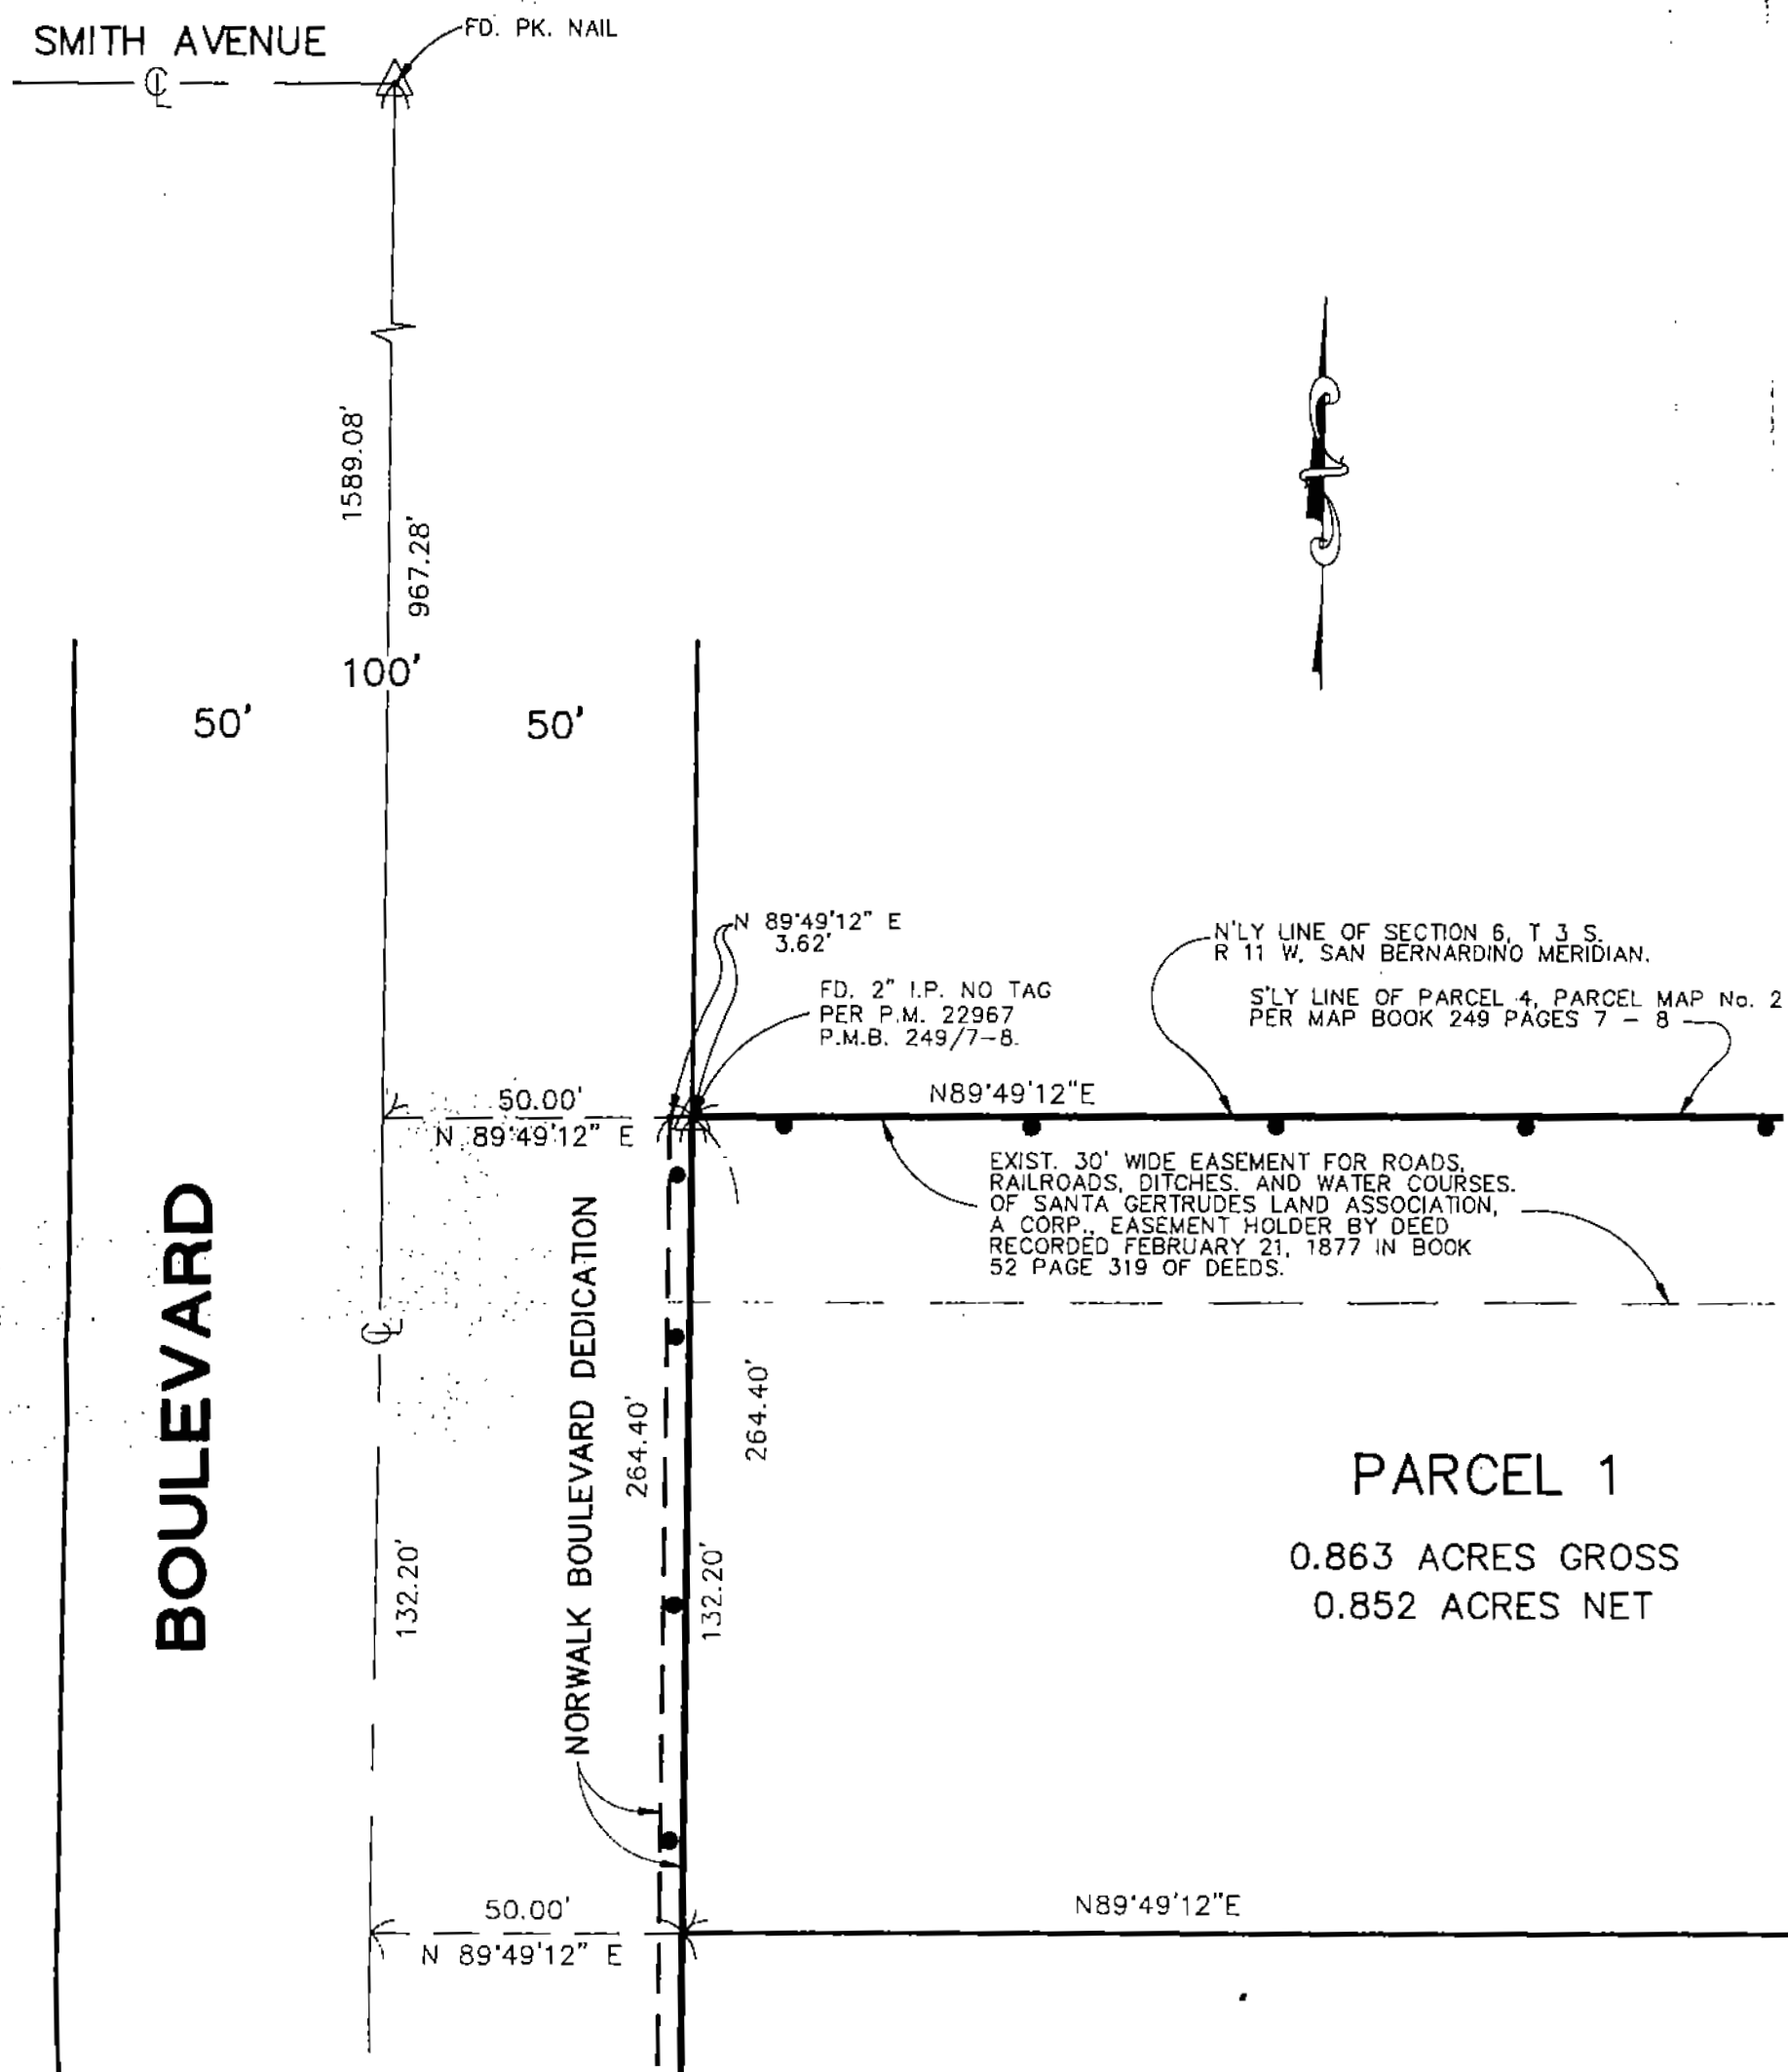 SMITH AVENUE
FD. PK. NAIL
1589.08'
967.28'
100'
50'
50'
N 89°49'12" E
3.62'
N'LY LINE OF SECTION 6, T 3 S.
R 11 W, SAN BERNARDINO MERIDIAN.
FD. 2" I.P. NO TAG
PER P.M. 22967
P.M.B. 249/7-8.
S'LY LINE OF PARCEL 4, PARCEL MAP No. 2
PER MAP BOOK 249 PAGES 7 - 8
50.00'
N 89°49'12" E
N89°49'12"E
EXIST. 30' WIDE EASEMENT FOR ROADS,
RAILROADS, DITCHES. AND WATER COURSES.
OF SANTA GERTRUDES LAND ASSOCIATION,
A CORP., EASEMENT HOLDER BY DEED
RECORDED FEBRUARY 21, 1877 IN BOOK
52 PAGE 319 OF DEEDS.
BOULEVARD
NORWALK BOULEVARD DEDICATION
264.40'
264.40'
132.20'
132.20'
PARCEL 1
0.863 ACRES GROSS
0.852 ACRES NET
50.00'
N 89°49'12" E
N89°49'12"E